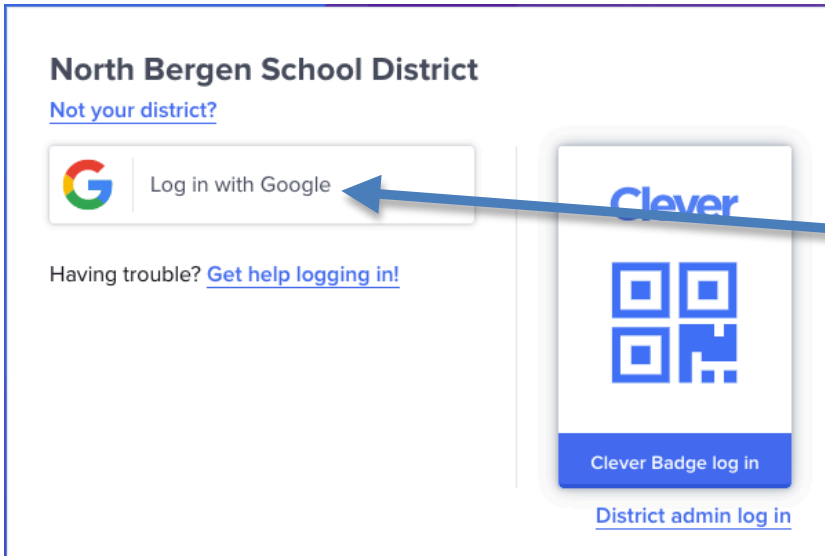 North Bergen School District
Not your district?
Log in with Google
Having trouble? Get help logging in!
Clever
Clever Badge log in
District admin log in